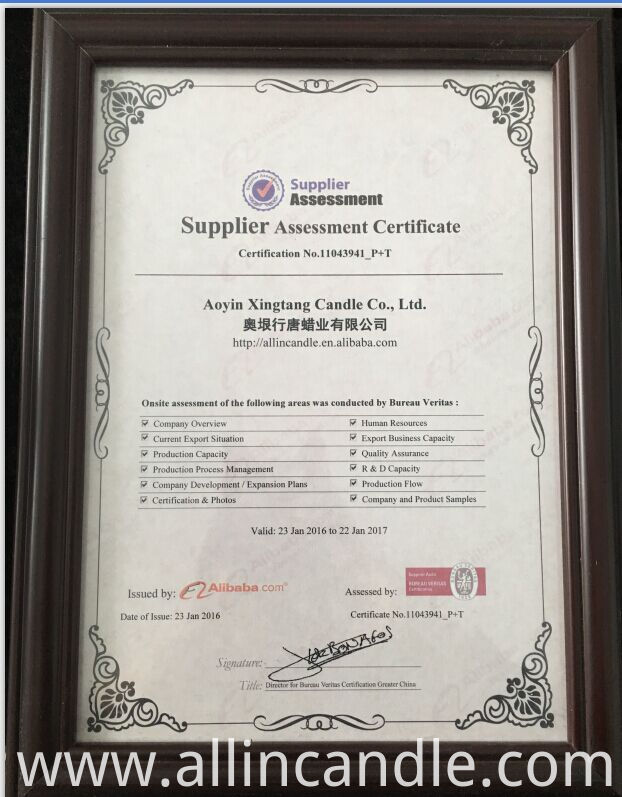 Supplier
Assessment
Supplier Assessment Certificate
Certification No.11043941_P+T
Aoyin Xingtang Candle Co., Ltd.
奥垠行唐蜡业有限公司
http://allincandle.en.alibaba.com
Onsite assessment of the following areas was conducted by Bureau Veritas :
Company Overview Human Resources
Current Export Situation Export Business Capacity
Production Capacity Quality Assurance
Production Process Management R & D Capacity
Company Development / Expansion Plans Production Flow
Certification & Photos Company and Product Samples
Valid: 23 Jan 2016 to 22 Jan 2017
Issued by: Alibaba.com® Assessed by:
Supplier Audit
BUREAU VERITAS
Certification
Date of Issue: 23 Jan 2016 Certificate No.11043941_P+T
Signature:
Title: Director for Bureau Veritas Certification Greater China
www.allincandle.com